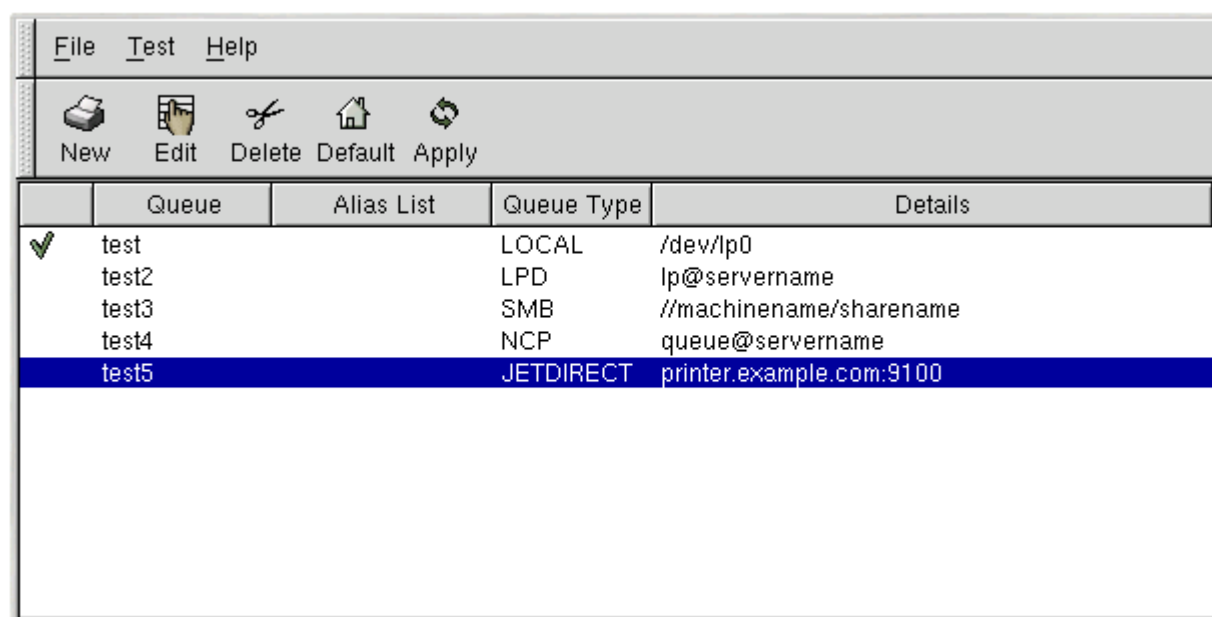 File Test Help
New Edit Delete Default Apply
Queue Alias List Queue Type Details
test LOCAL /dev/lp0
test2 LPD lp@servername
test3 SMB //machinename/sharename
test4 NCP queue@servername
test5 JETDIRECT printer.example.com:9100